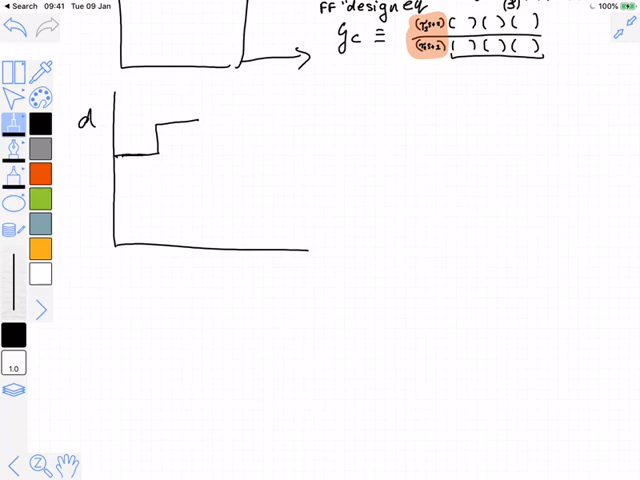 Search 09:41 Tue 09 Jan 100%
FF "design eq
(3)
gc ≡ ( ) ( ) ( )
( ) ( ) ( )
d
1.0
Z